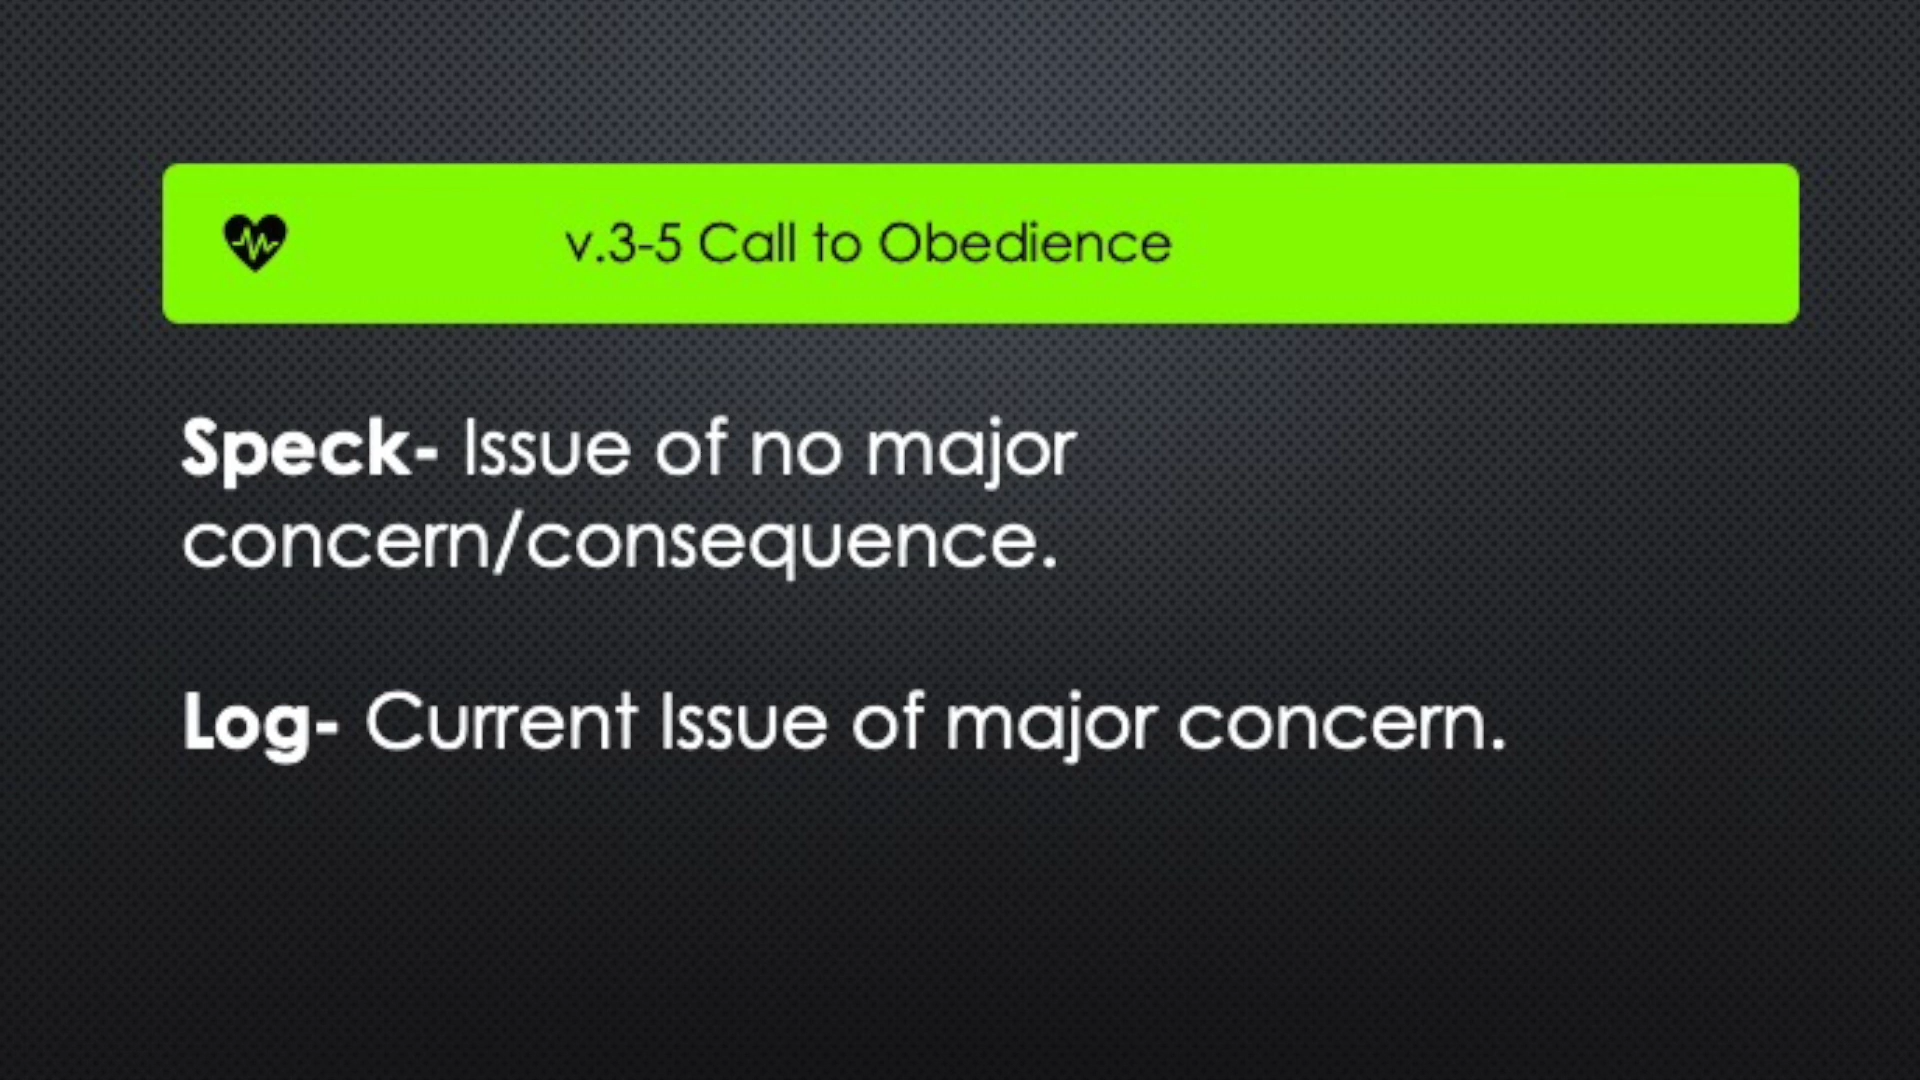 v.3-5 Call to Obedience
Speck- Issue of no major
concern/consequence.
Log- Current Issue of major concern.